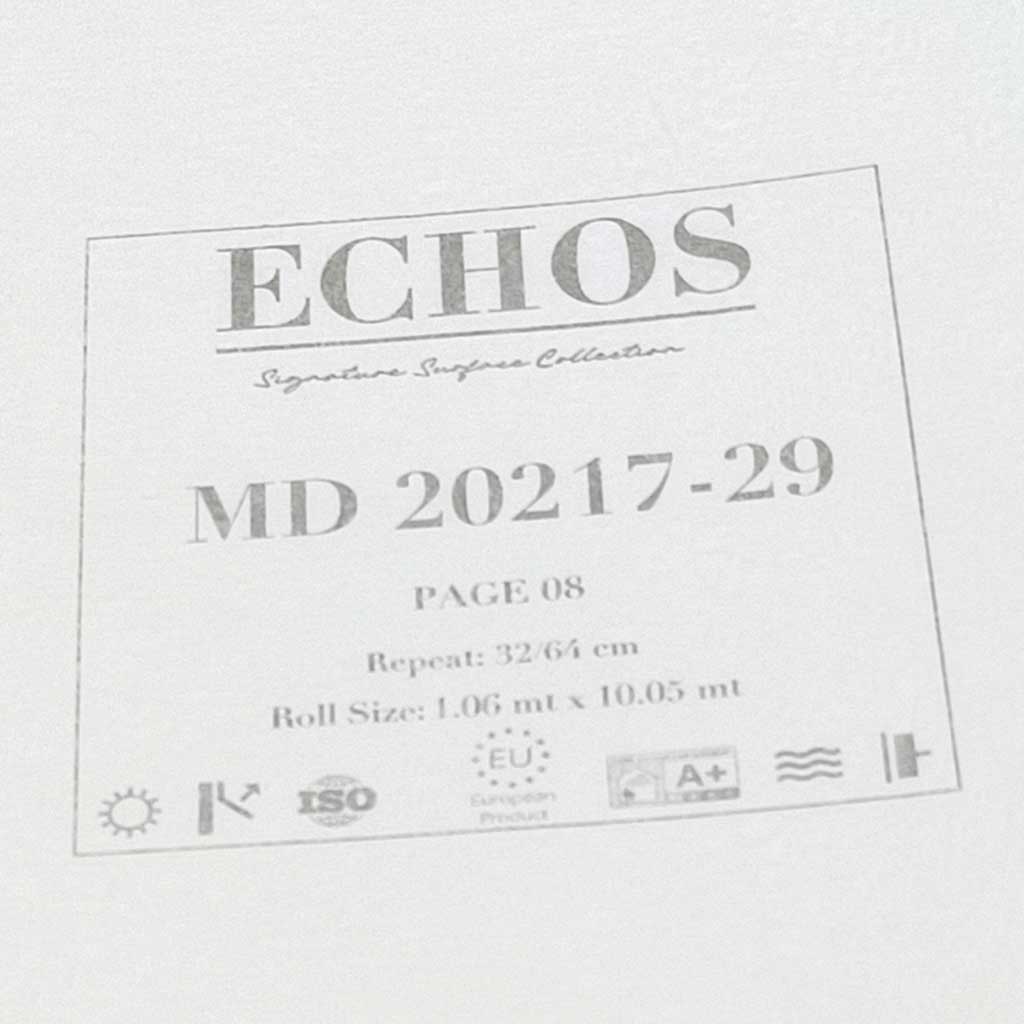 ECHOS
Signature Surface Collection
MD 20217-29
PAGE 08
Repeat: 32/64 cm
Roll Size: 1.06 mt x 10.05 mt
ISO
EU
European
Product
A+